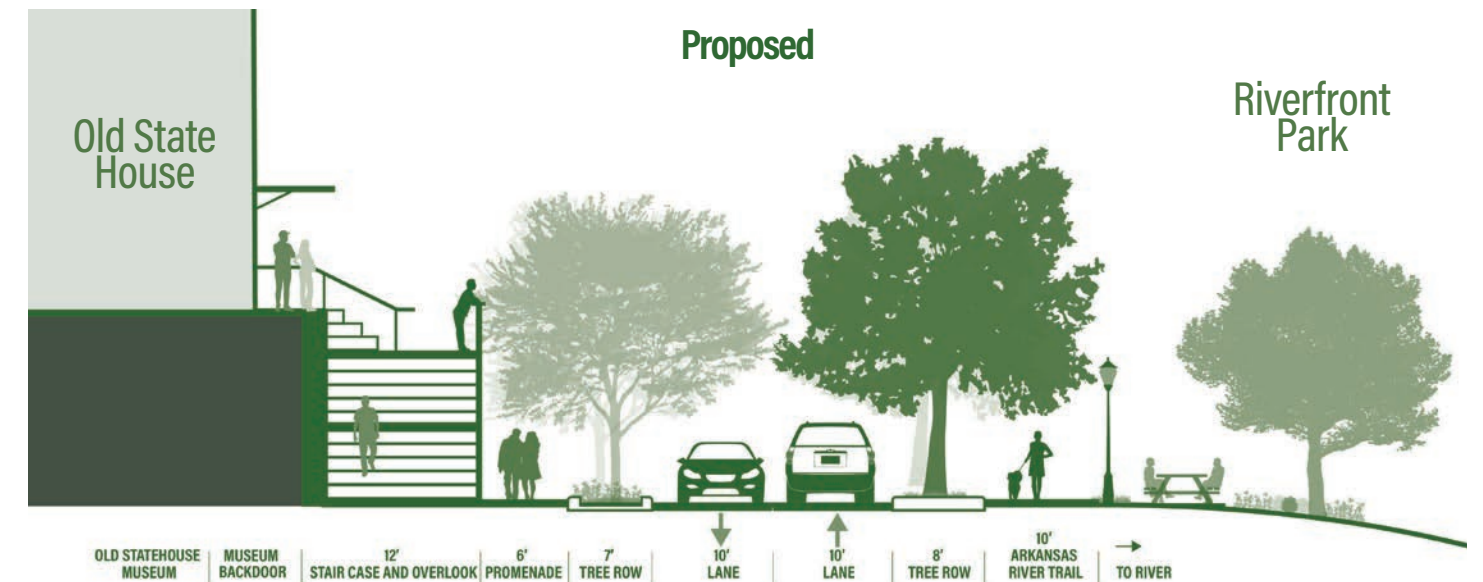 Proposed
Old State
House
Riverfront
Park
OLD STATEHOUSE
MUSEUM
MUSEUM
BACKDOOR
12'
STAIR CASE AND OVERLOOK
6'
PROMENADE
7'
TREE ROW
10'
LANE
10'
LANE
8'
TREE ROW
10'
ARKANSAS
RIVER TRAIL
TO RIVER